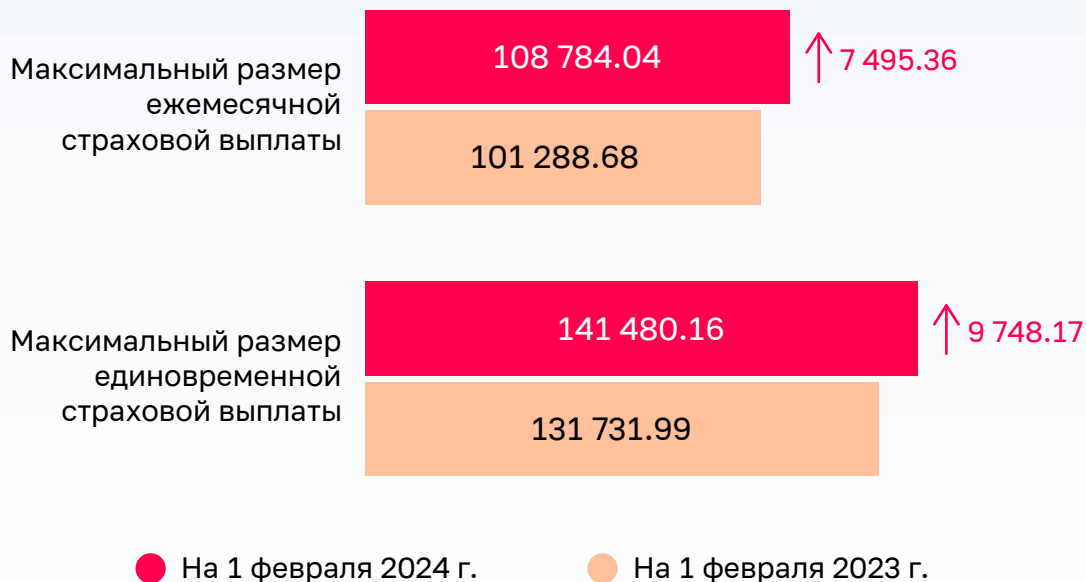 Максимальный размер
ежемесячной
страховой выплаты
108 784.04
7 495.36
101 288.68
Максимальный размер
единовременной
страховой выплаты
141 480.16
9 748.17
131 731.99
На 1 февраля 2024 г.
На 1 февраля 2023 г.